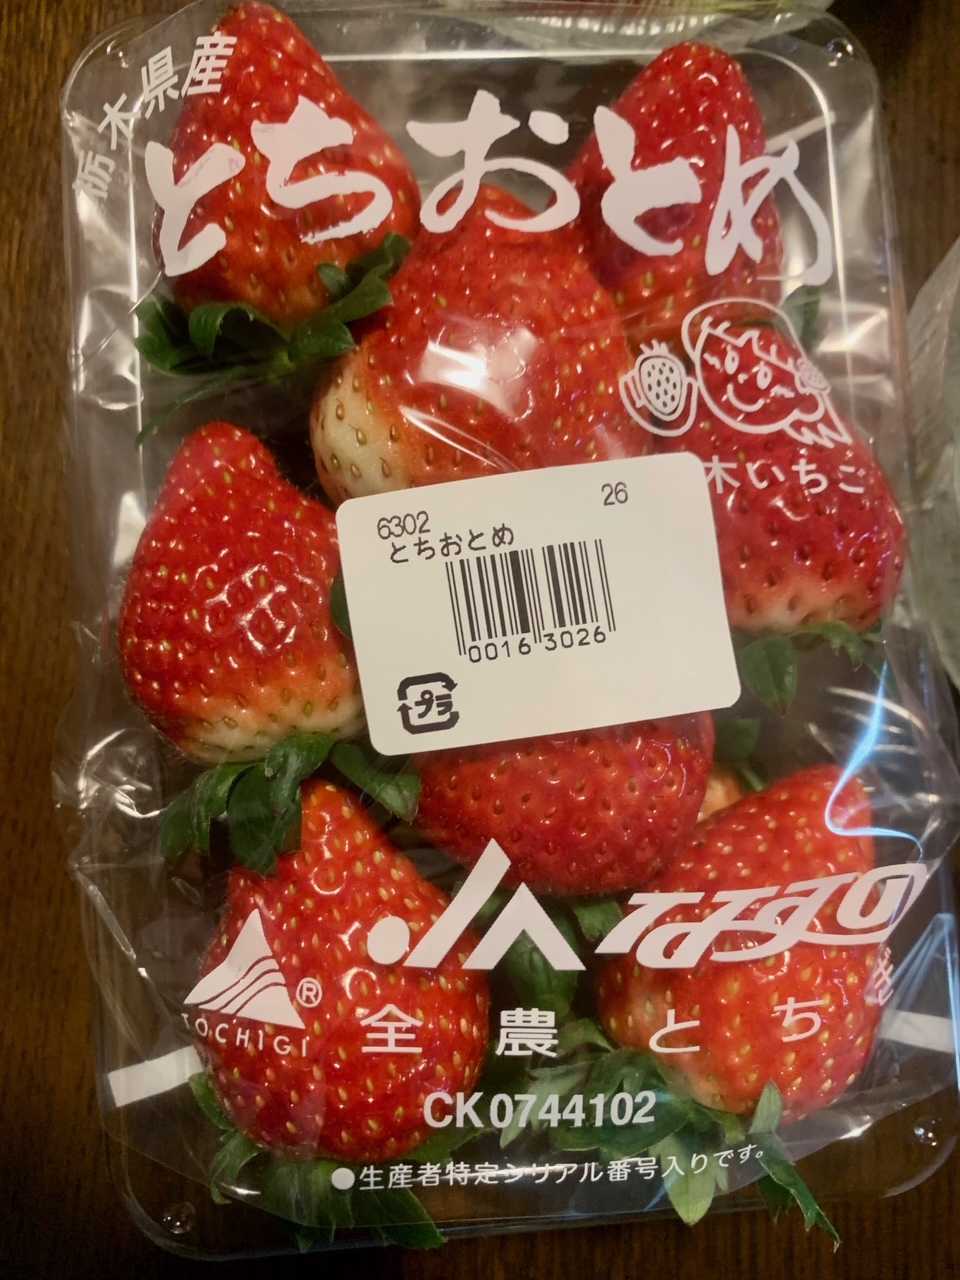 栃木県産
とちおとめ
木いちご
6302
26
とちおとめ
0016 3026
プラ
JA
TOCHIGI
®
全農とちぎ
CK0744102
●生産者特定シリアル番号入りです。